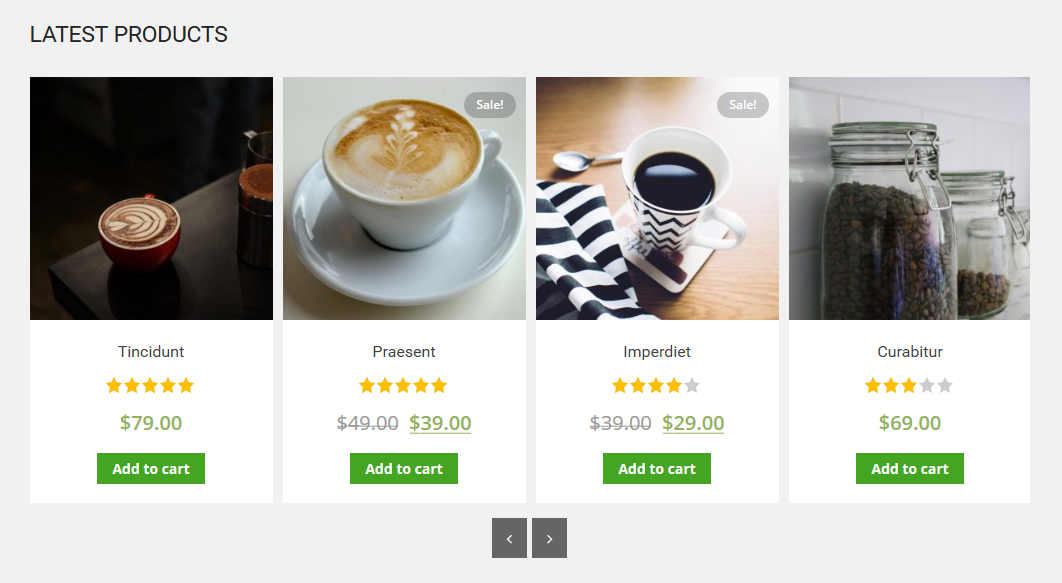 LATEST PRODUCTS
Sale!
Sale!
Tincidunt
Praesent
Imperdiet
Curabitur
$79.00
$49.00 $39.00
$39.00 $29.00
$69.00
Add to cart
Add to cart
Add to cart
Add to cart